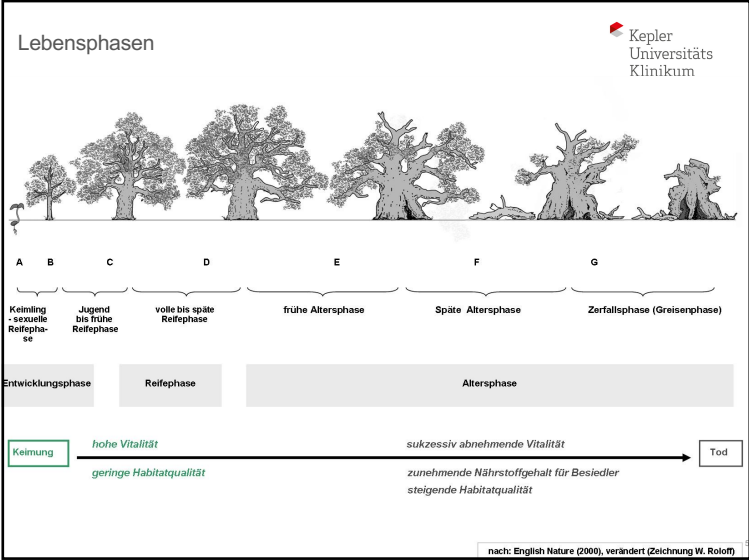 Lebensphasen
Kepler
Universitäts
Klinikum
A B C D E F G
Keimling
- sexuelle
Reifepha-
se
Jugend
bis frühe
Reifephase
volle bis späte
Reifephase
frühe Altersphase
Späte Altersphase
Zerfallsphase (Greisenphase)
Entwicklungsphase
Reifephase
Altersphase
Keimung
hohe Vitalität
sukzessiv abnehmende Vitalität
Tod
geringe Habitatqualität
zunehmende Nährstoffgehalt für Besiedler
steigende Habitatqualität
nach: English Nature (2000), verändert (Zeichnung W. Roloff)